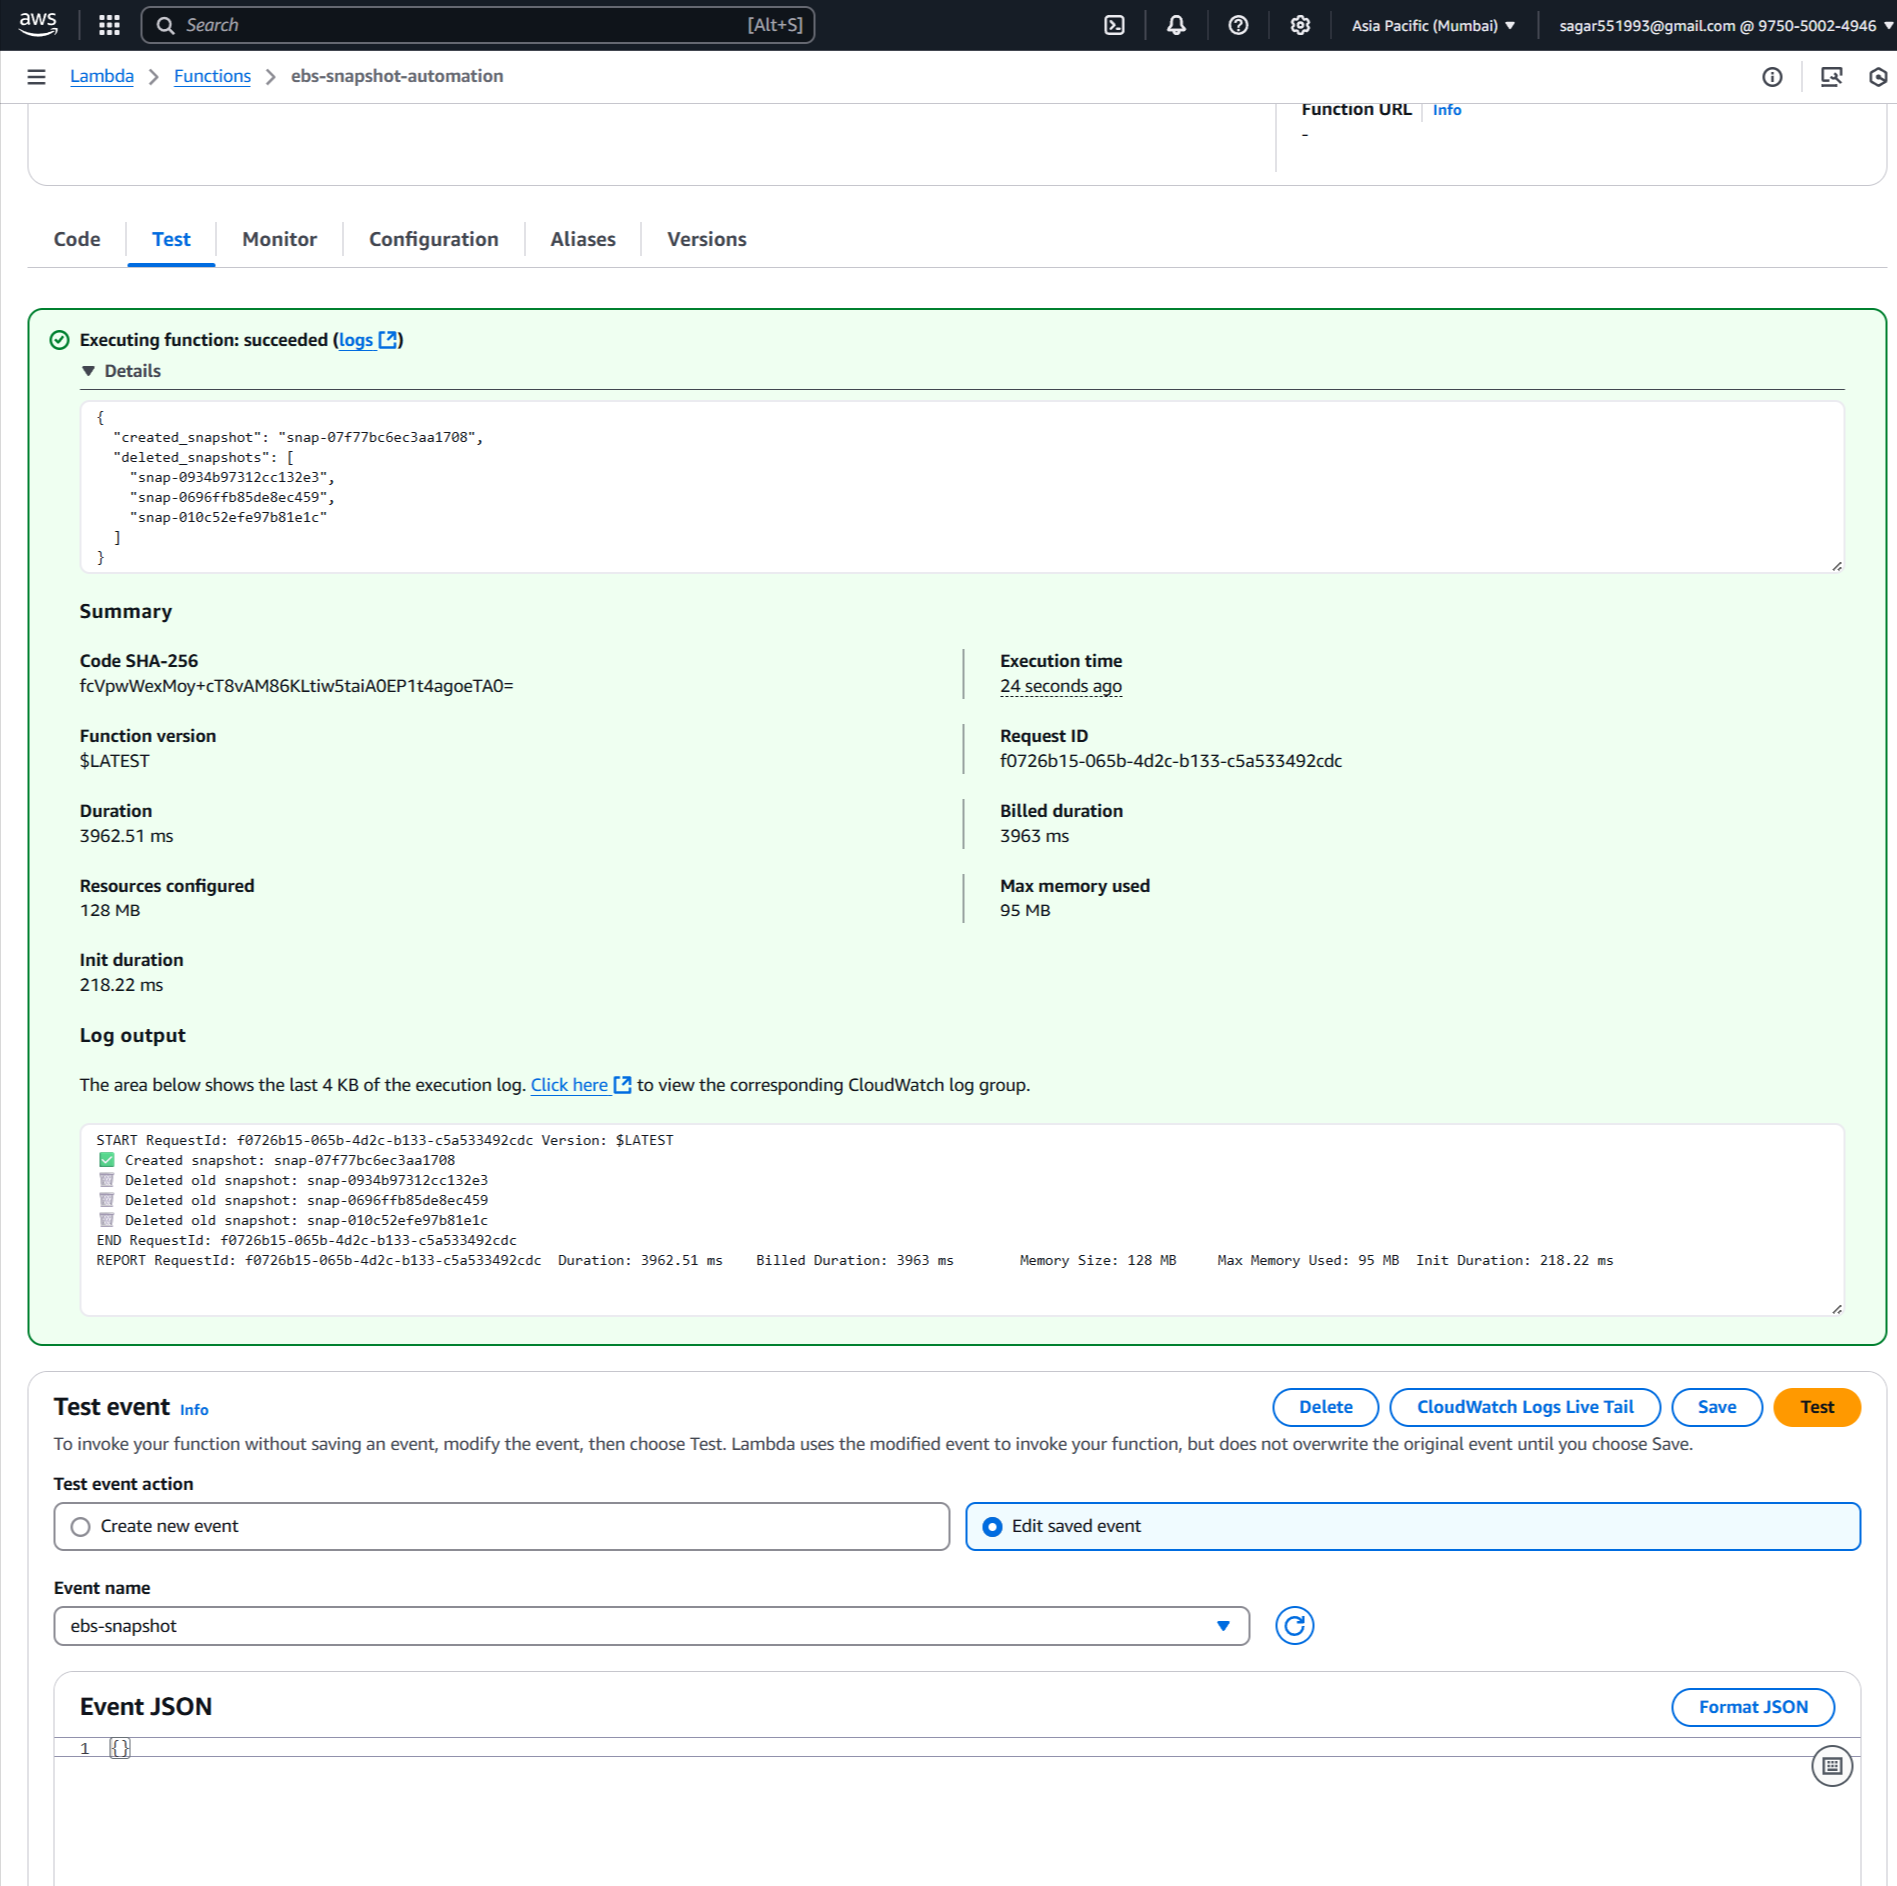 aws
Search
[Alt+S]
Asia Pacific (Mumbai)
sagar551993@gmail.com @ 9750-5002-4946
Lambda
Functions
ebs-snapshot-automation
Function URL
Info
-
Code
Test
Monitor
Configuration
Aliases
Versions
Executing function: succeeded (logs)
Details
{
"created_snapshot": "snap-07f77bc6ec3aa1708",
"deleted_snapshots": [
"snap-0934b97312cc132e3",
"snap-0696ffb85de8ec459",
"snap-010c52efe97b81e1c"
]
}
Summary
Code SHA-256
fcVpwWexMoy+cT8vAM86KLtiw5taiA0EP1t4agoeTA0=
Execution time
24 seconds ago
Function version
$LATEST
Request ID
f0726b15-065b-4d2c-b133-c5a533492cdc
Duration
3962.51 ms
Billed duration
3963 ms
Resources configured
128 MB
Max memory used
95 MB
Init duration
218.22 ms
Log output
The area below shows the last 4 KB of the execution log. Click here to view the corresponding CloudWatch log group.
START RequestId: f0726b15-065b-4d2c-b133-c5a533492cdc Version: $LATEST
✅ Created snapshot: snap-07f77bc6ec3aa1708
🗑 Deleted old snapshot: snap-0934b97312cc132e3
🗑 Deleted old snapshot: snap-0696ffb85de8ec459
🗑 Deleted old snapshot: snap-010c52efe97b81e1c
END RequestId: f0726b15-065b-4d2c-b133-c5a533492cdc
REPORT RequestId: f0726b15-065b-4d2c-b133-c5a533492cdc Duration: 3962.51 ms Billed Duration: 3963 ms Memory Size: 128 MB Max Memory Used: 95 MB Init Duration: 218.22 ms
Test event
Info
Delete
CloudWatch Logs Live Tail
Save
Test
To invoke your function without saving an event, modify the event, then choose Test. Lambda uses the modified event to invoke your function, but does not overwrite the original event until you choose Save.
Test event action
Create new event
Edit saved event
Event name
ebs-snapshot
Event JSON
Format JSON
1 {}